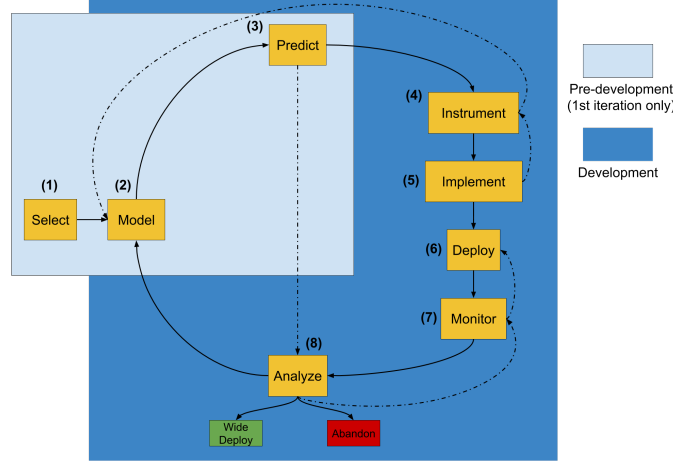 (3)
Predict
(4)
Instrument
Pre-development
(1st iteration only)
Development
(1)
(2)
(5)
Implement
Select
Model
(6)
Deploy
(7)
Monitor
(8)
Analyze
Wide
Deploy
Abandon